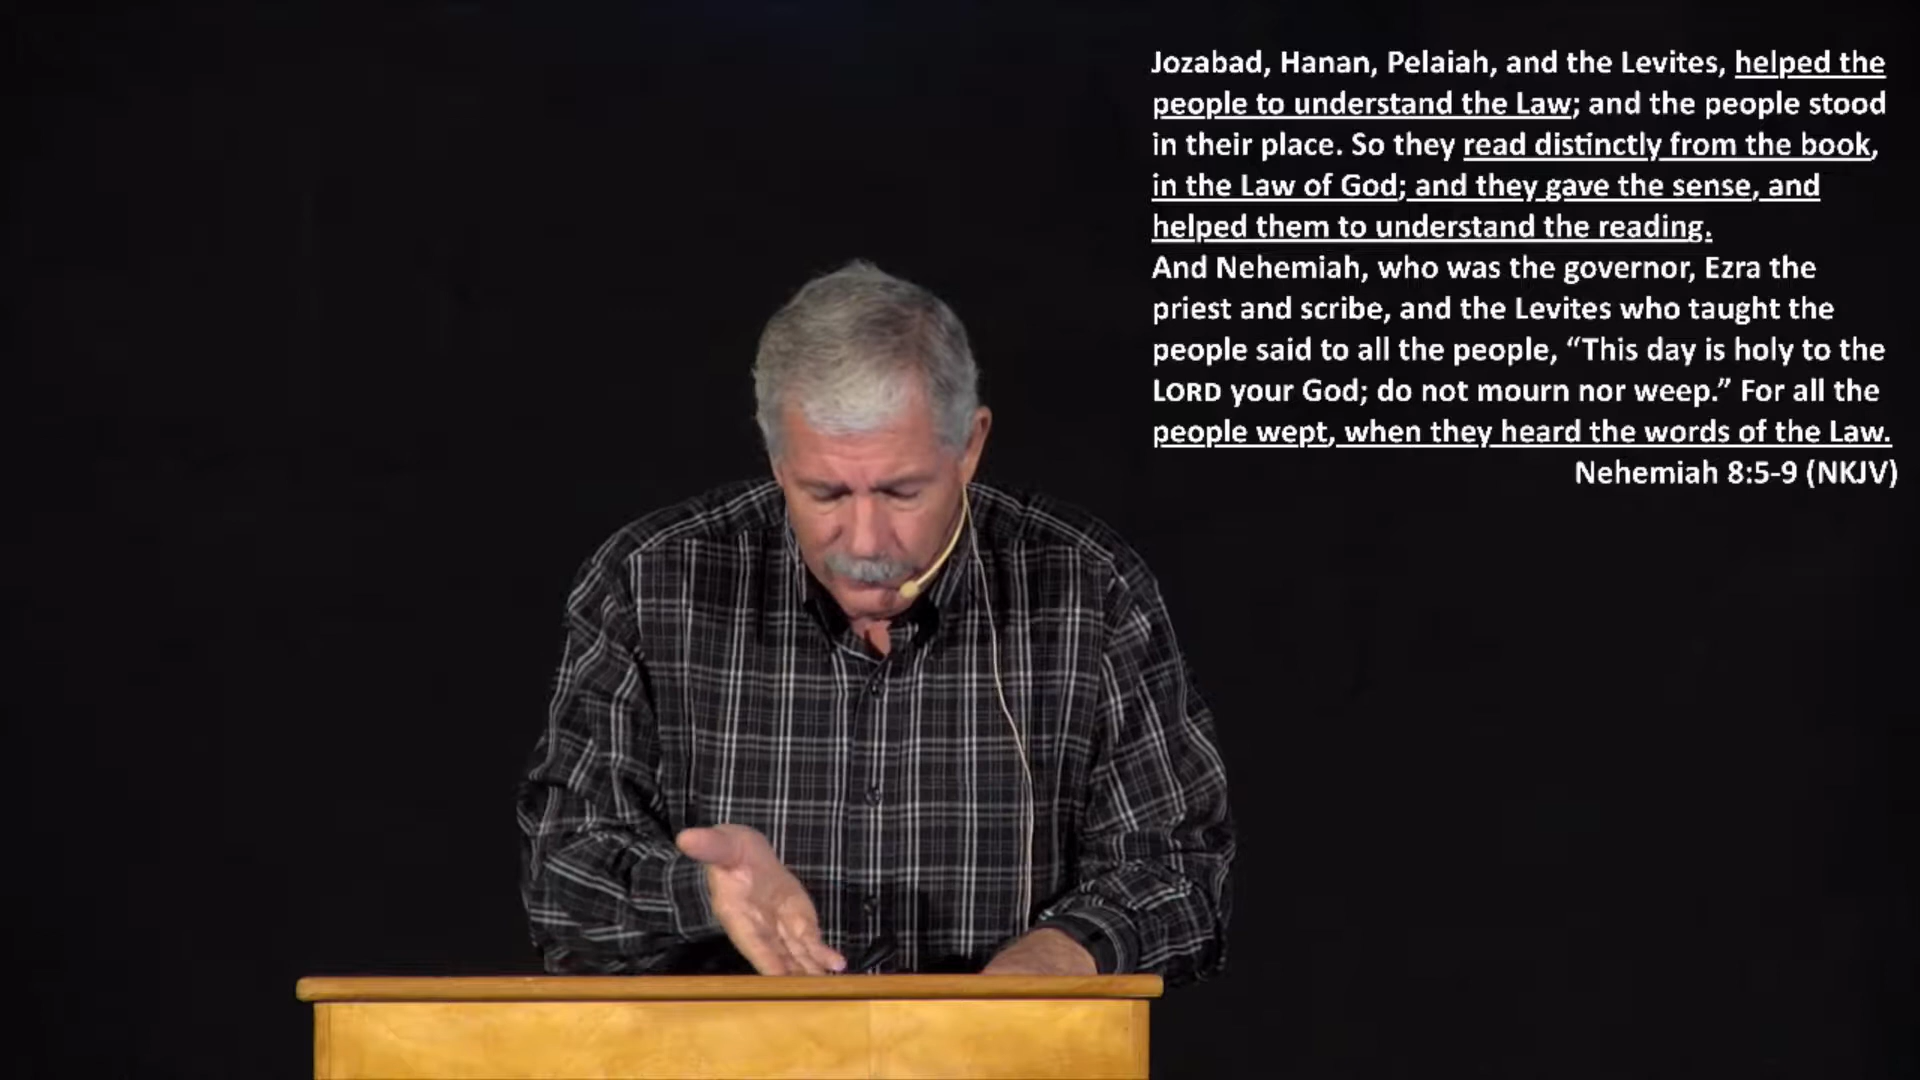 Jozabad, Hanan, Pelaiah, and the Levites, helped the
people to understand the Law; and the people stood
in their place. So they read distinctly from the book,
in the Law of God; and they gave the sense, and
helped them to understand the reading.
And Nehemiah, who was the governor, Ezra the
priest and scribe, and the Levites who taught the
people said to all the people, “This day is holy to the
LORD your God; do not mourn nor weep.” For all the
people wept, when they heard the words of the Law.
Nehemiah 8:5-9 (NKJV)